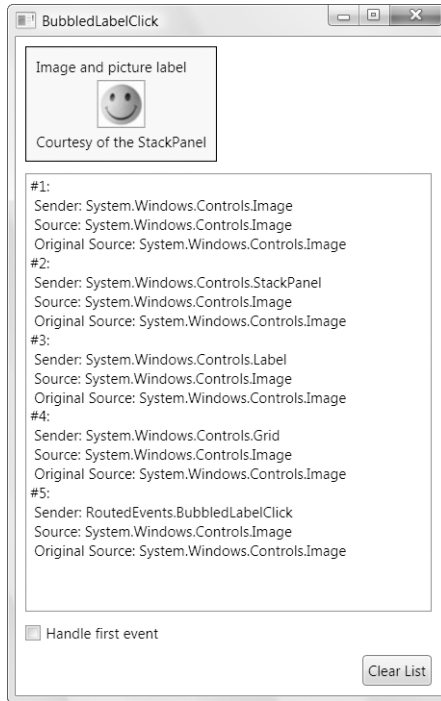 BubbledLabelClick
Image and picture label
Courtesy of the StackPanel
#1:
Sender: System.Windows.Controls.Image
Source: System.Windows.Controls.Image
Original Source: System.Windows.Controls.Image
#2:
Sender: System.Windows.Controls.StackPanel
Source: System.Windows.Controls.Image
Original Source: System.Windows.Controls.Image
#3:
Sender: System.Windows.Controls.Label
Source: System.Windows.Controls.Image
Original Source: System.Windows.Controls.Image
#4:
Sender: System.Windows.Controls.Grid
Source: System.Windows.Controls.Image
Original Source: System.Windows.Controls.Image
#5:
Sender: RoutedEvents.BubbledLabelClick
Source: System.Windows.Controls.Image
Original Source: System.Windows.Controls.Image
Handle first event
Clear List